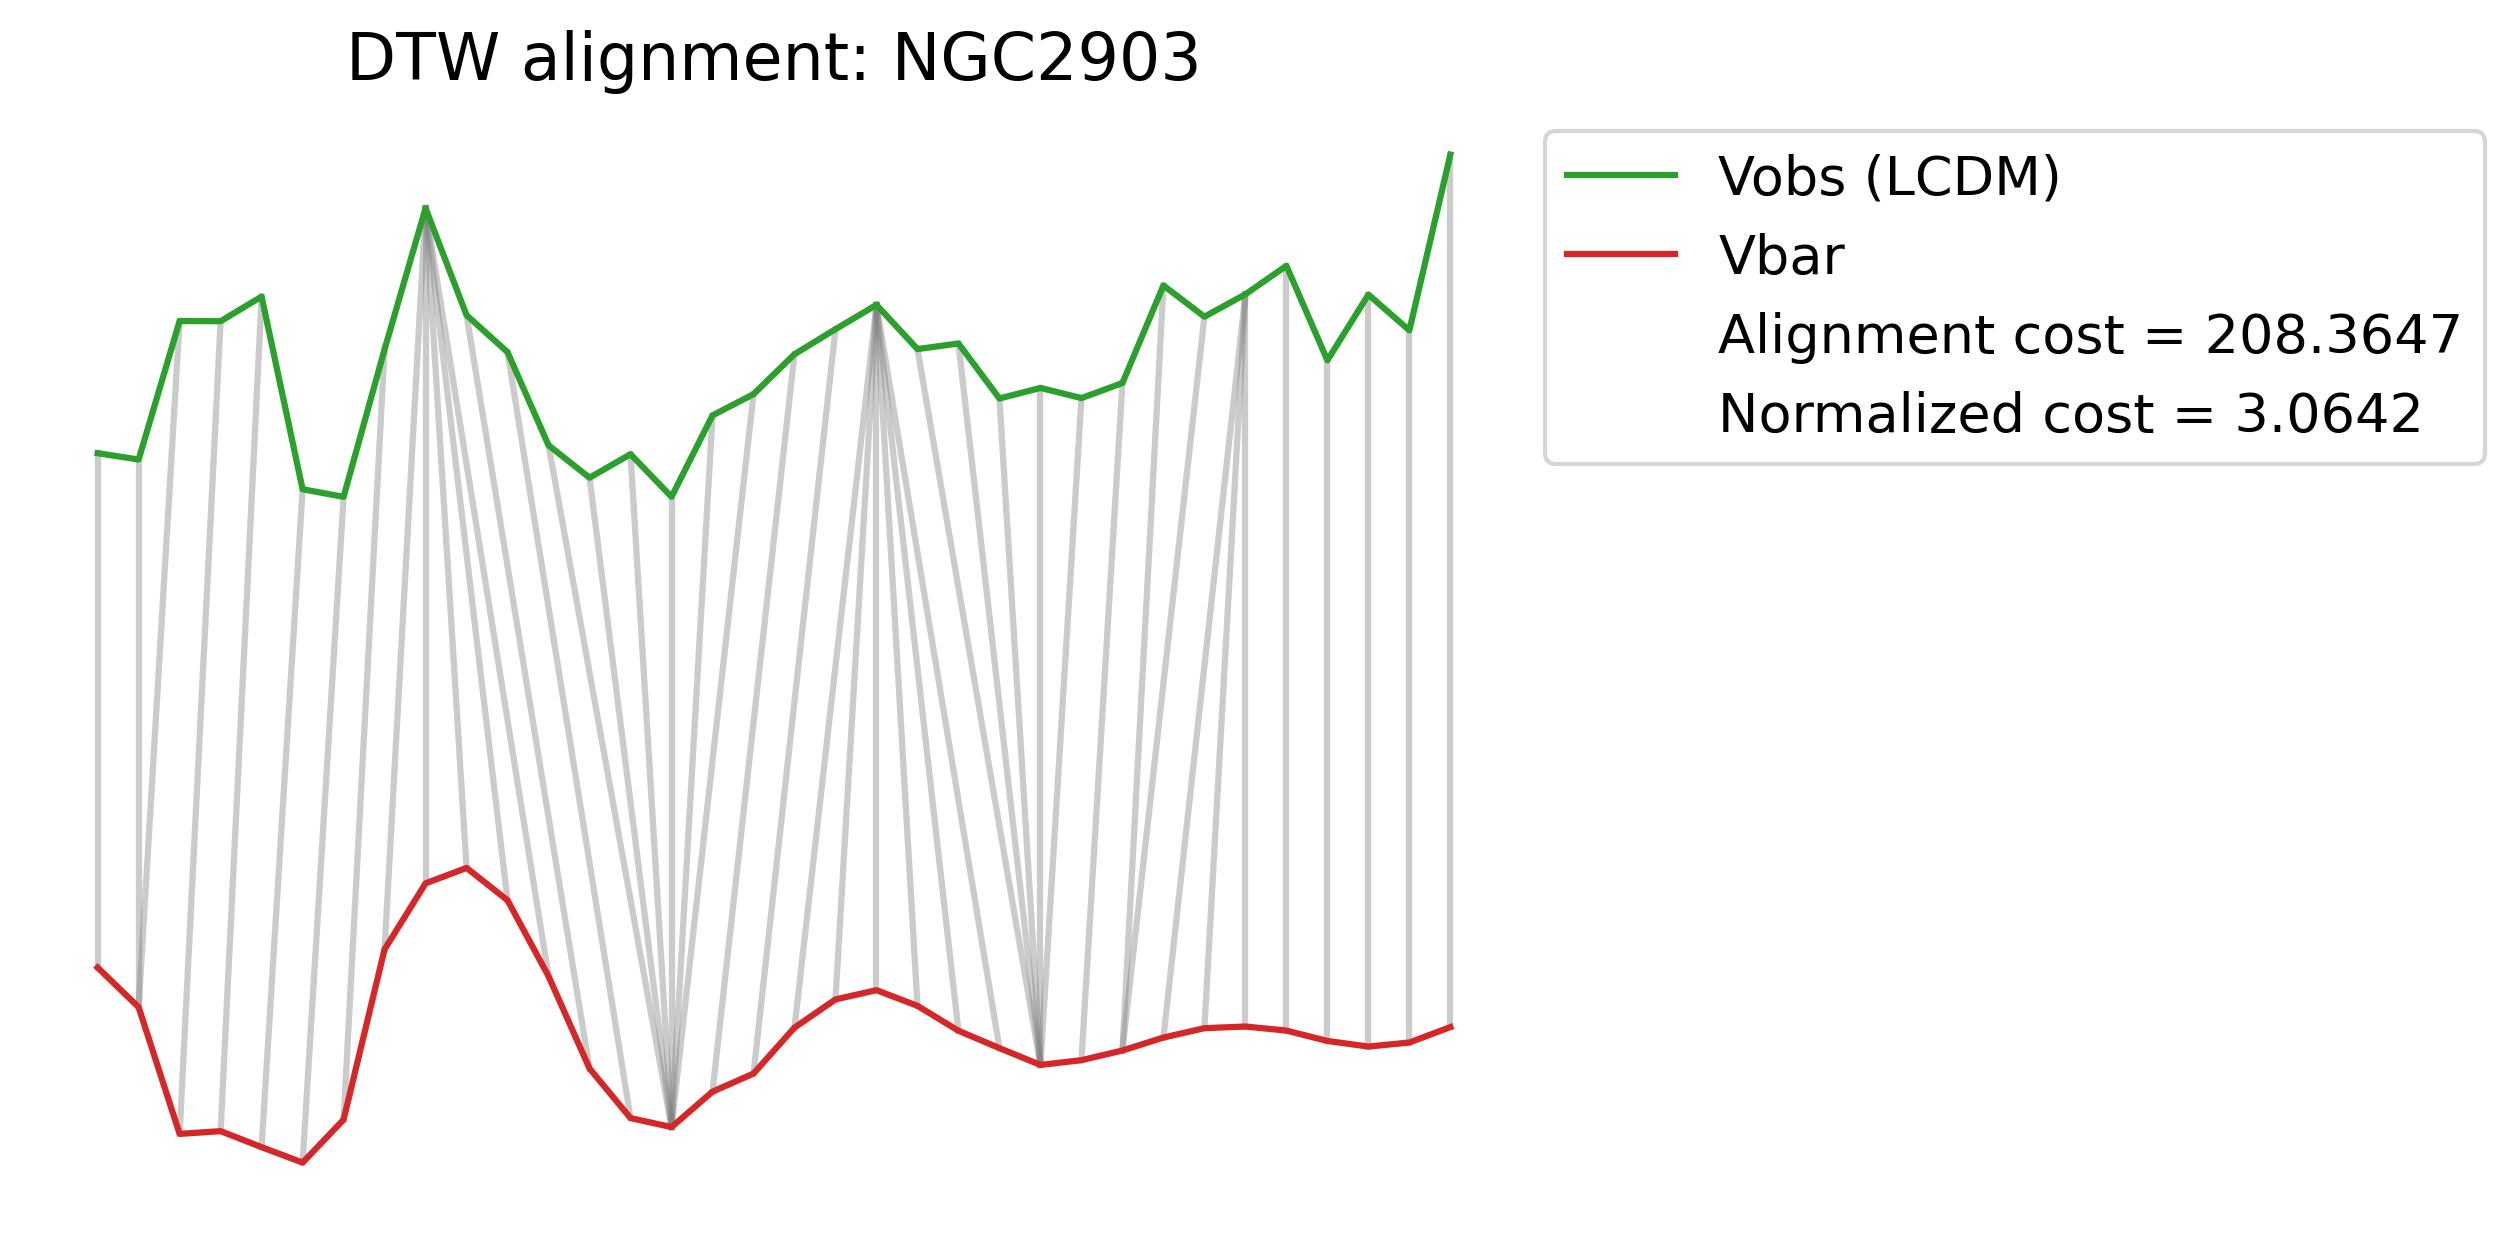 DTW alignment: NGC2903
Vobs (LCDM)
Vbar
Alignment cost = 208.3647
Normalized cost = 3.0642